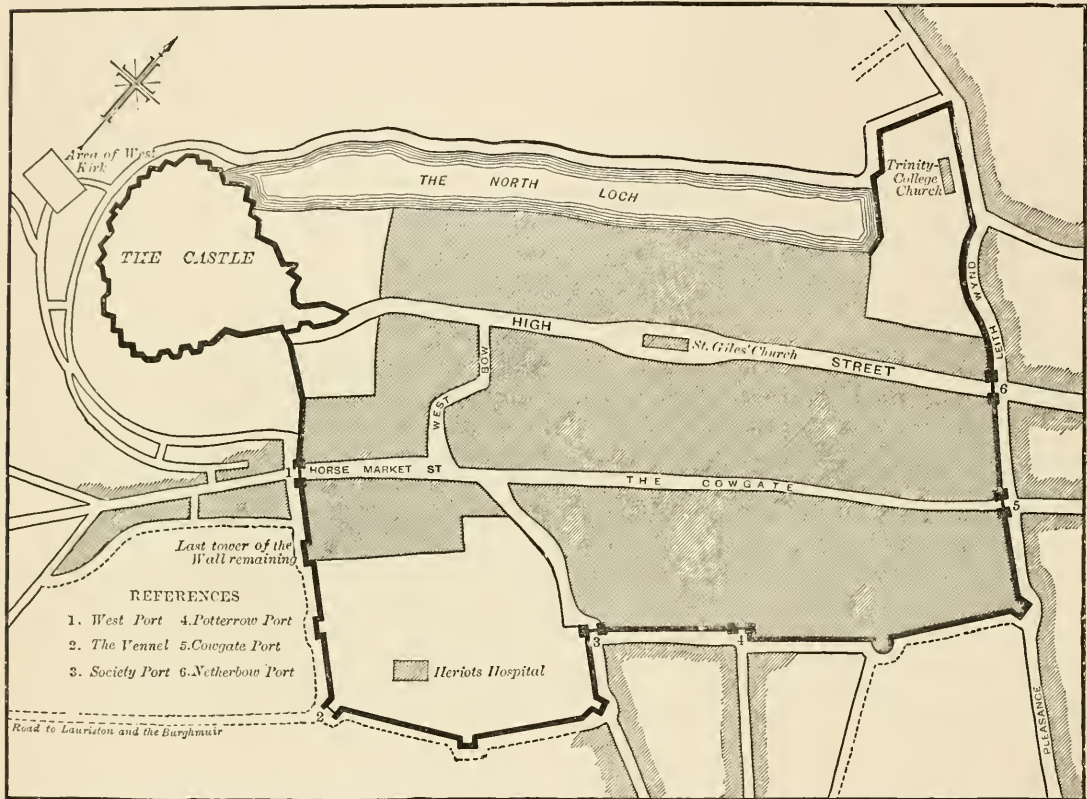 Area of West
Kirk
THE CASTLE
THE NORTH LOCH
Trinity
College
Church
LEITH WYND
HIGH STREET
St. Giles' Church
WEST BOW
6
1
HORSE MARKET ST
THE COWGATE
5
Last tower of the
Wall remaining
REFERENCES
1. West Port 4. Potterrow Port
2. The Vennel 5. Cowgate Port
3. Society Port 6. Netherbow Port
3
4
Heriots Hospital
2
Road to Lauriston and the Burghmuir
PLEASANCE